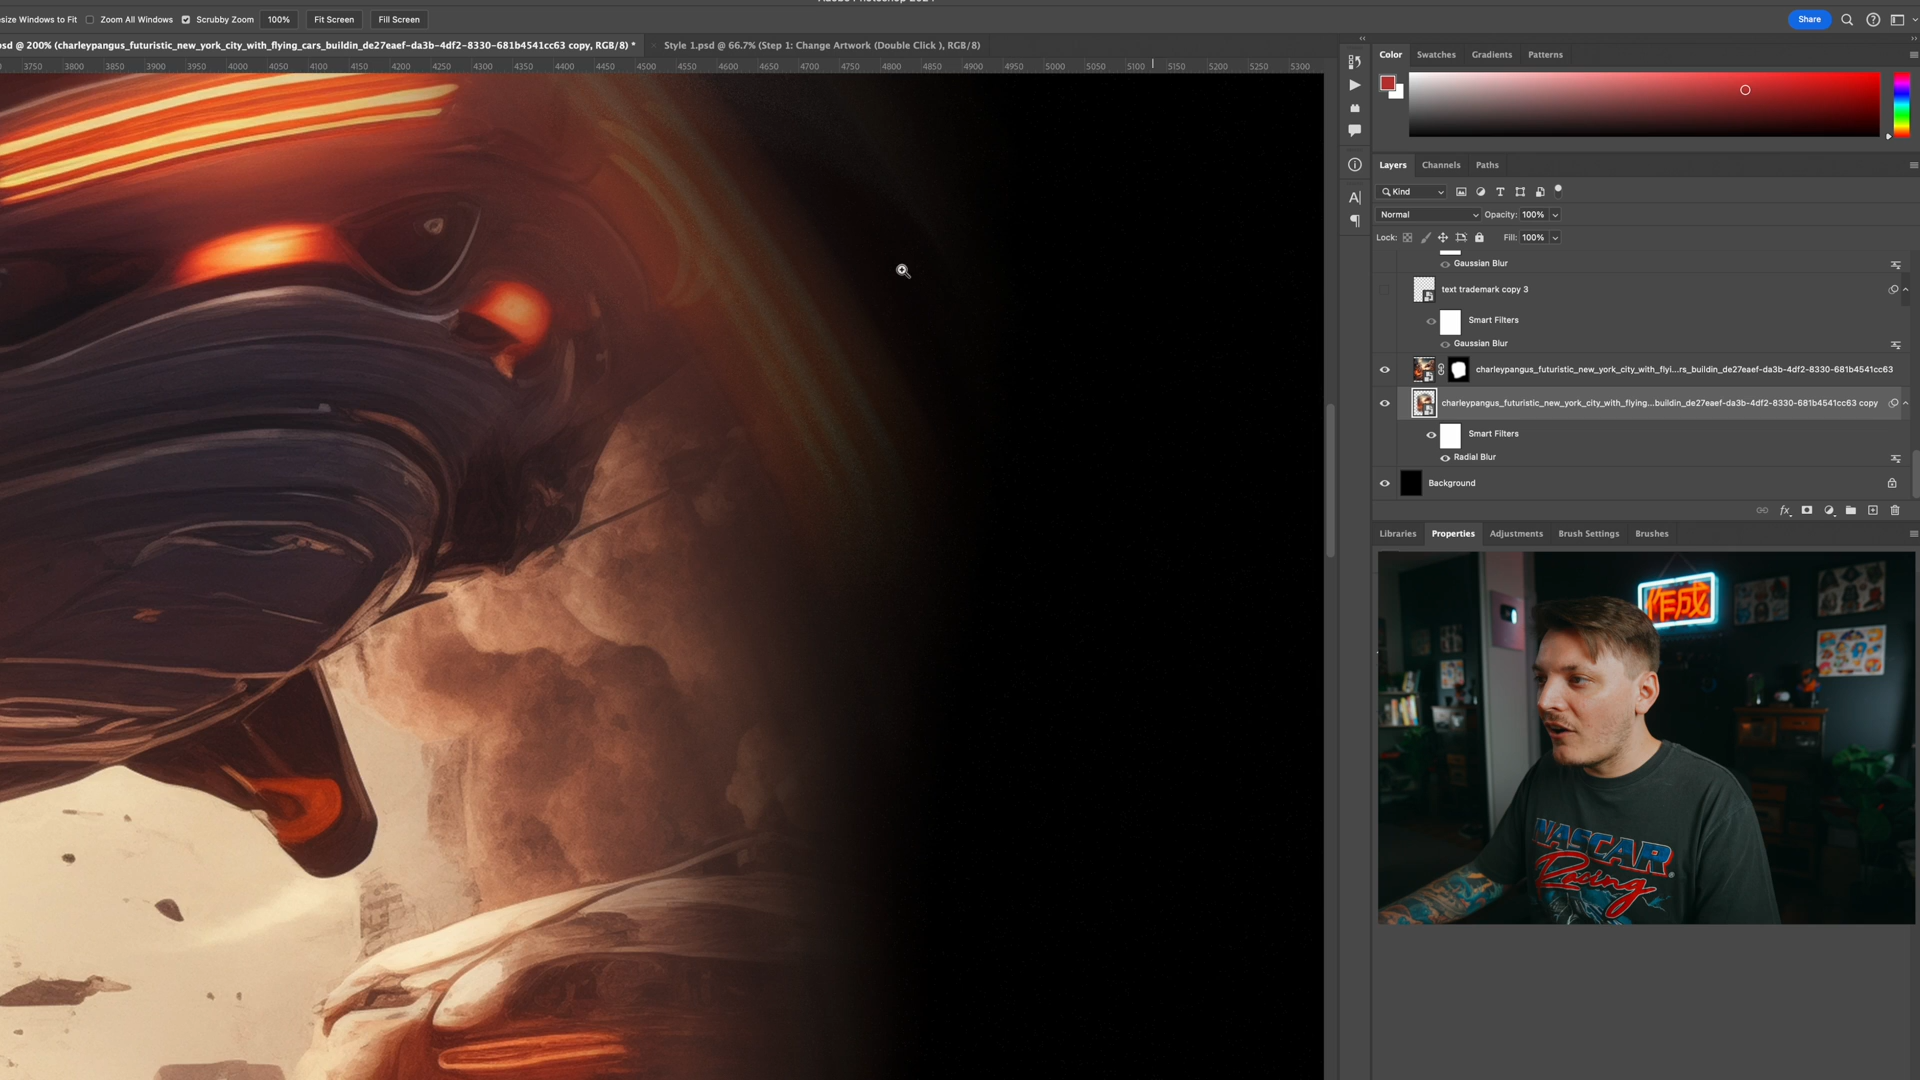 esize Windows to Fit Zoom All Windows Scrubby Zoom 100% Fit Screen Fill Screen Share
psd @ 200% (charleypangus_futuristic_new_york_city_with_flying_cars_buildin_de27eaef-da3b-4df2-8330-681b4541cc63 copy, RGB/8) * × Style 1.psd @ 66.7% (Step 1: Change Artwork (Double Click ), RGB/8)
3750 3800 3850 3900 3950 4000 4050 4100 4150 4200 4250 4300 4350 4400 4450 4500 4550 4600 4650 4700 4750 4800 4850 4900 4950 5000 5050 5100 5150 5200 5250 5300
Color Swatches Gradients Patterns
Layers Channels Paths
Kind
Normal Opacity: 100%
Lock: Fill: 100%
Gaussian Blur
text trademark copy 3
Smart Filters
Gaussian Blur
charleypangus_futuristic_new_york_city_with_flyi...rs_buildin_de27eaef-da3b-4df2-8330-681b4541cc63
charleypangus_futuristic_new_york_city_with_flying...buildin_de27eaef-da3b-4df2-8330-681b4541cc63 copy
Smart Filters
Radial Blur
Background
fx
Libraries Properties Adjustments Brush Settings Brushes
作成
NASCAR
Racing